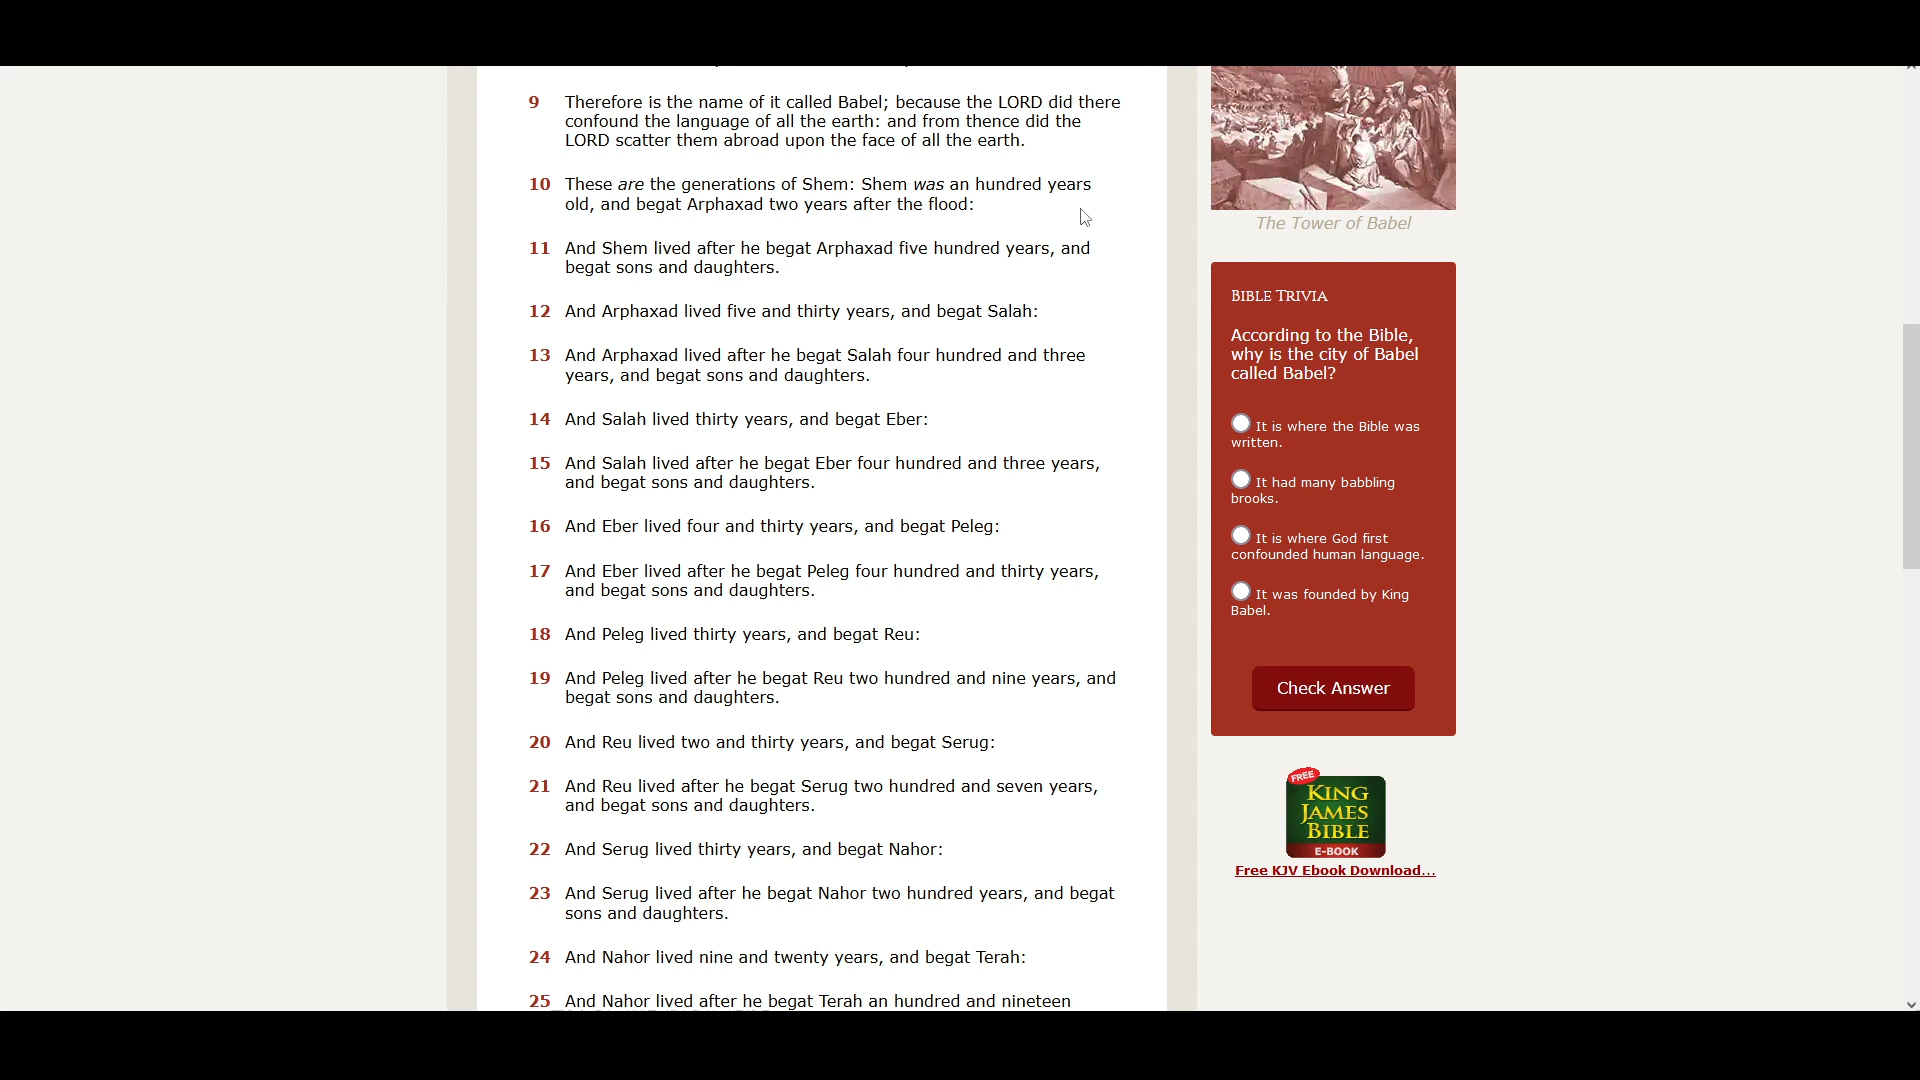 9 Therefore is the name of it called Babel; because the LORD did there
confound the language of all the earth: and from thence did the
LORD scatter them abroad upon the face of all the earth.
10 These are the generations of Shem: Shem was an hundred years
old, and begat Arphaxad two years after the flood:
11 And Shem lived after he begat Arphaxad five hundred years, and
begat sons and daughters.
12 And Arphaxad lived five and thirty years, and begat Salah:
13 And Arphaxad lived after he begat Salah four hundred and three
years, and begat sons and daughters.
14 And Salah lived thirty years, and begat Eber:
15 And Salah lived after he begat Eber four hundred and three years,
and begat sons and daughters.
16 And Eber lived four and thirty years, and begat Peleg:
17 And Eber lived after he begat Peleg four hundred and thirty years,
and begat sons and daughters.
18 And Peleg lived thirty years, and begat Reu:
19 And Peleg lived after he begat Reu two hundred and nine years, and
begat sons and daughters.
20 And Reu lived two and thirty years, and begat Serug:
21 And Reu lived after he begat Serug two hundred and seven years,
and begat sons and daughters.
22 And Serug lived thirty years, and begat Nahor:
23 And Serug lived after he begat Nahor two hundred years, and begat
sons and daughters.
24 And Nahor lived nine and twenty years, and begat Terah:
25 And Nahor lived after he begat Terah an hundred and nineteen
The Tower of Babel
BIBLE TRIVIA
According to the Bible,
why is the city of Babel
called Babel?
It is where the Bible was
written.
It had many babbling
brooks.
It is where God first
confounded human language.
It was founded by King
Babel.
Check Answer
FREE
KING
JAMES
BIBLE
E-BOOK
Free KJV Ebook Download...